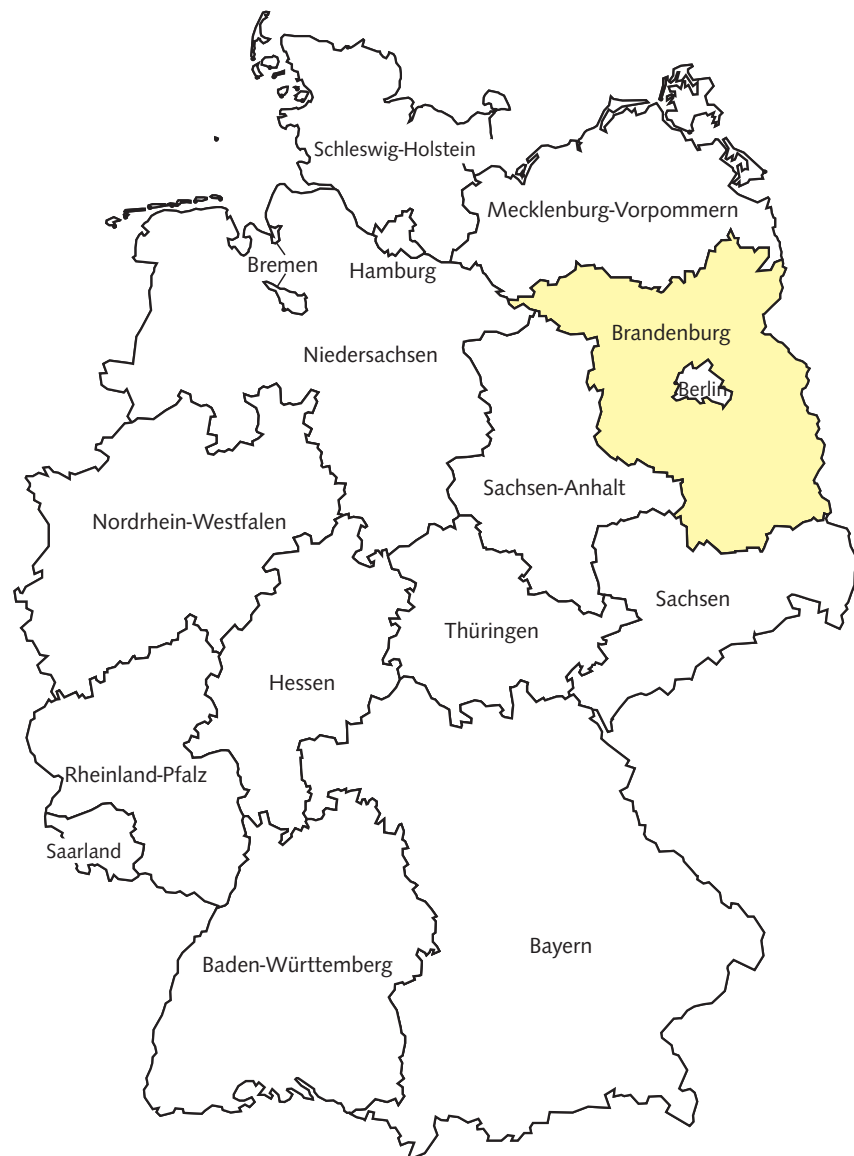 Schleswig-Holstein
Mecklenburg-Vorpommern
Bremen
Hamburg
Brandenburg
Niedersachsen
Berlin
Sachsen-Anhalt
Nordrhein-Westfalen
Sachsen
Thüringen
Hessen
Rheinland-Pfalz
Saarland
Bayern
Baden-Württemberg